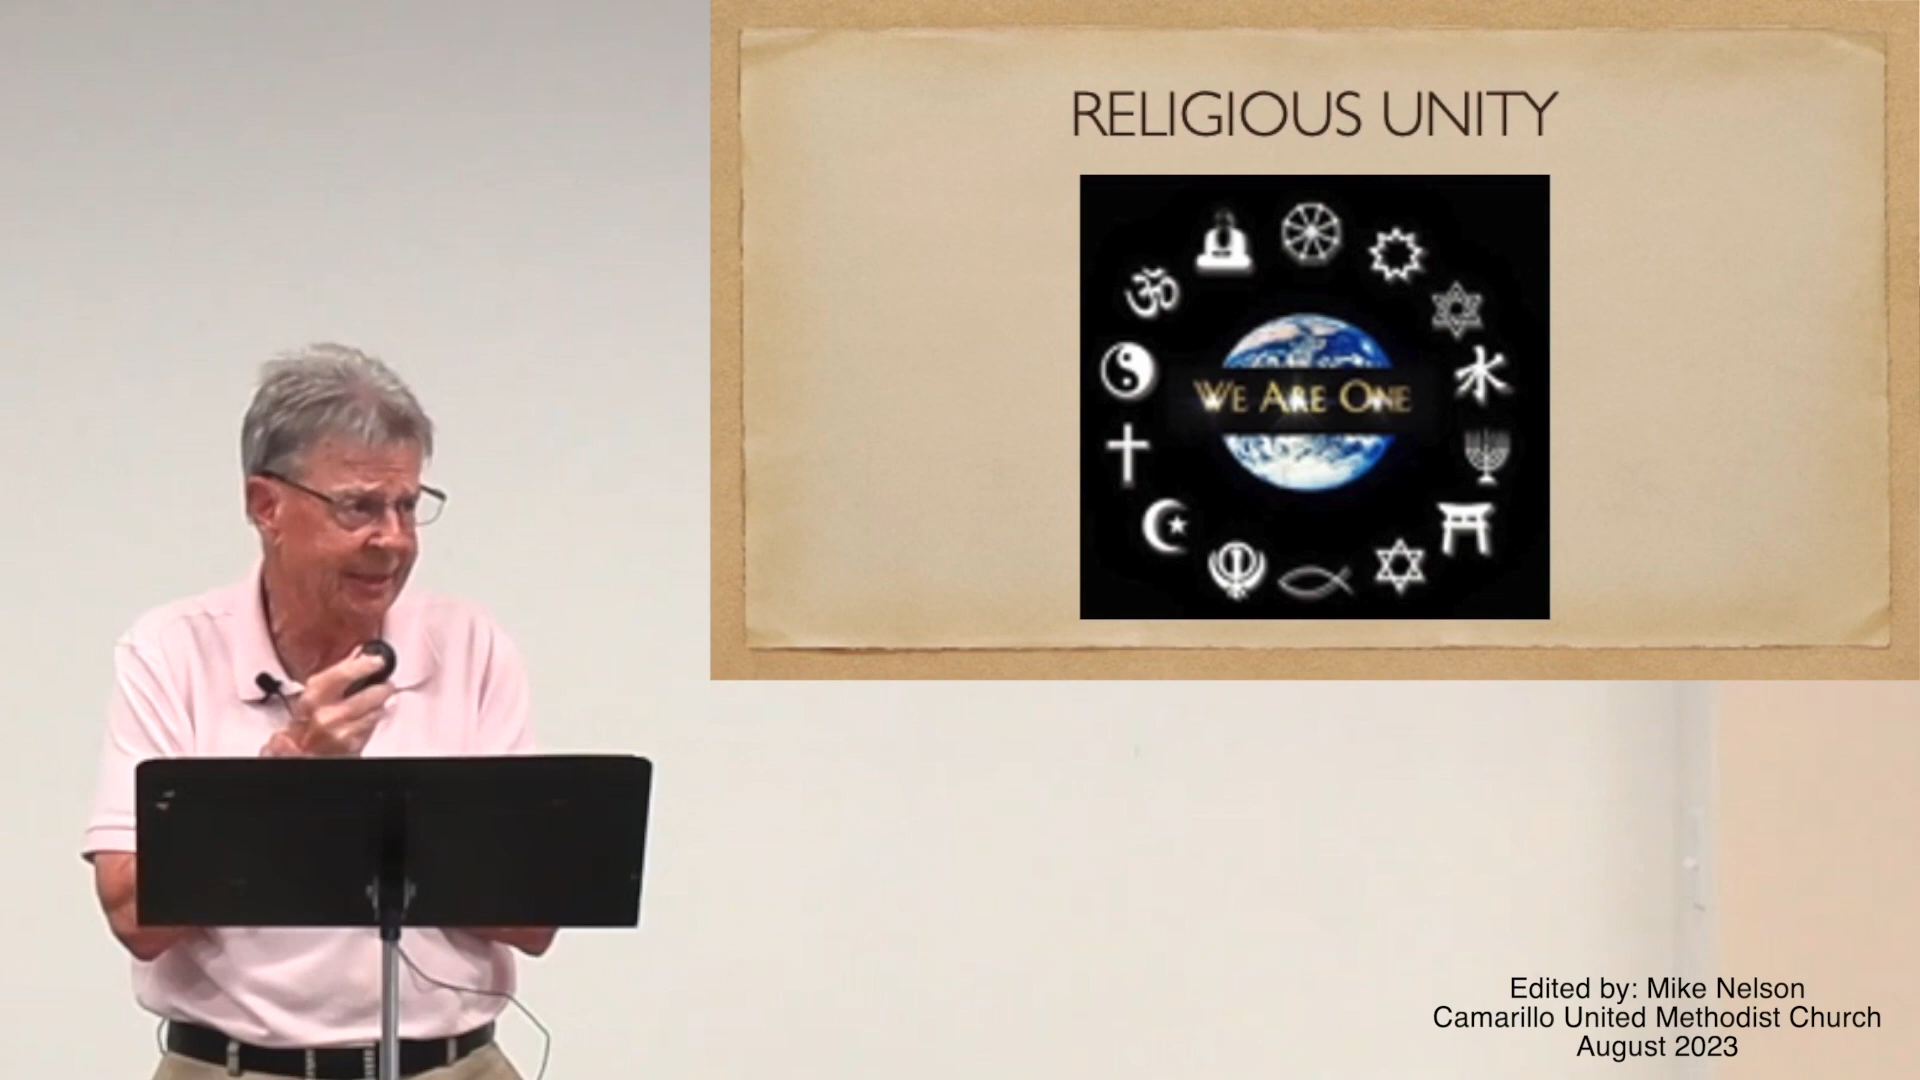 RELIGIOUS UNITY
WE ARE ONE
Edited by: Mike Nelson
Camarillo United Methodist Church
August 2023